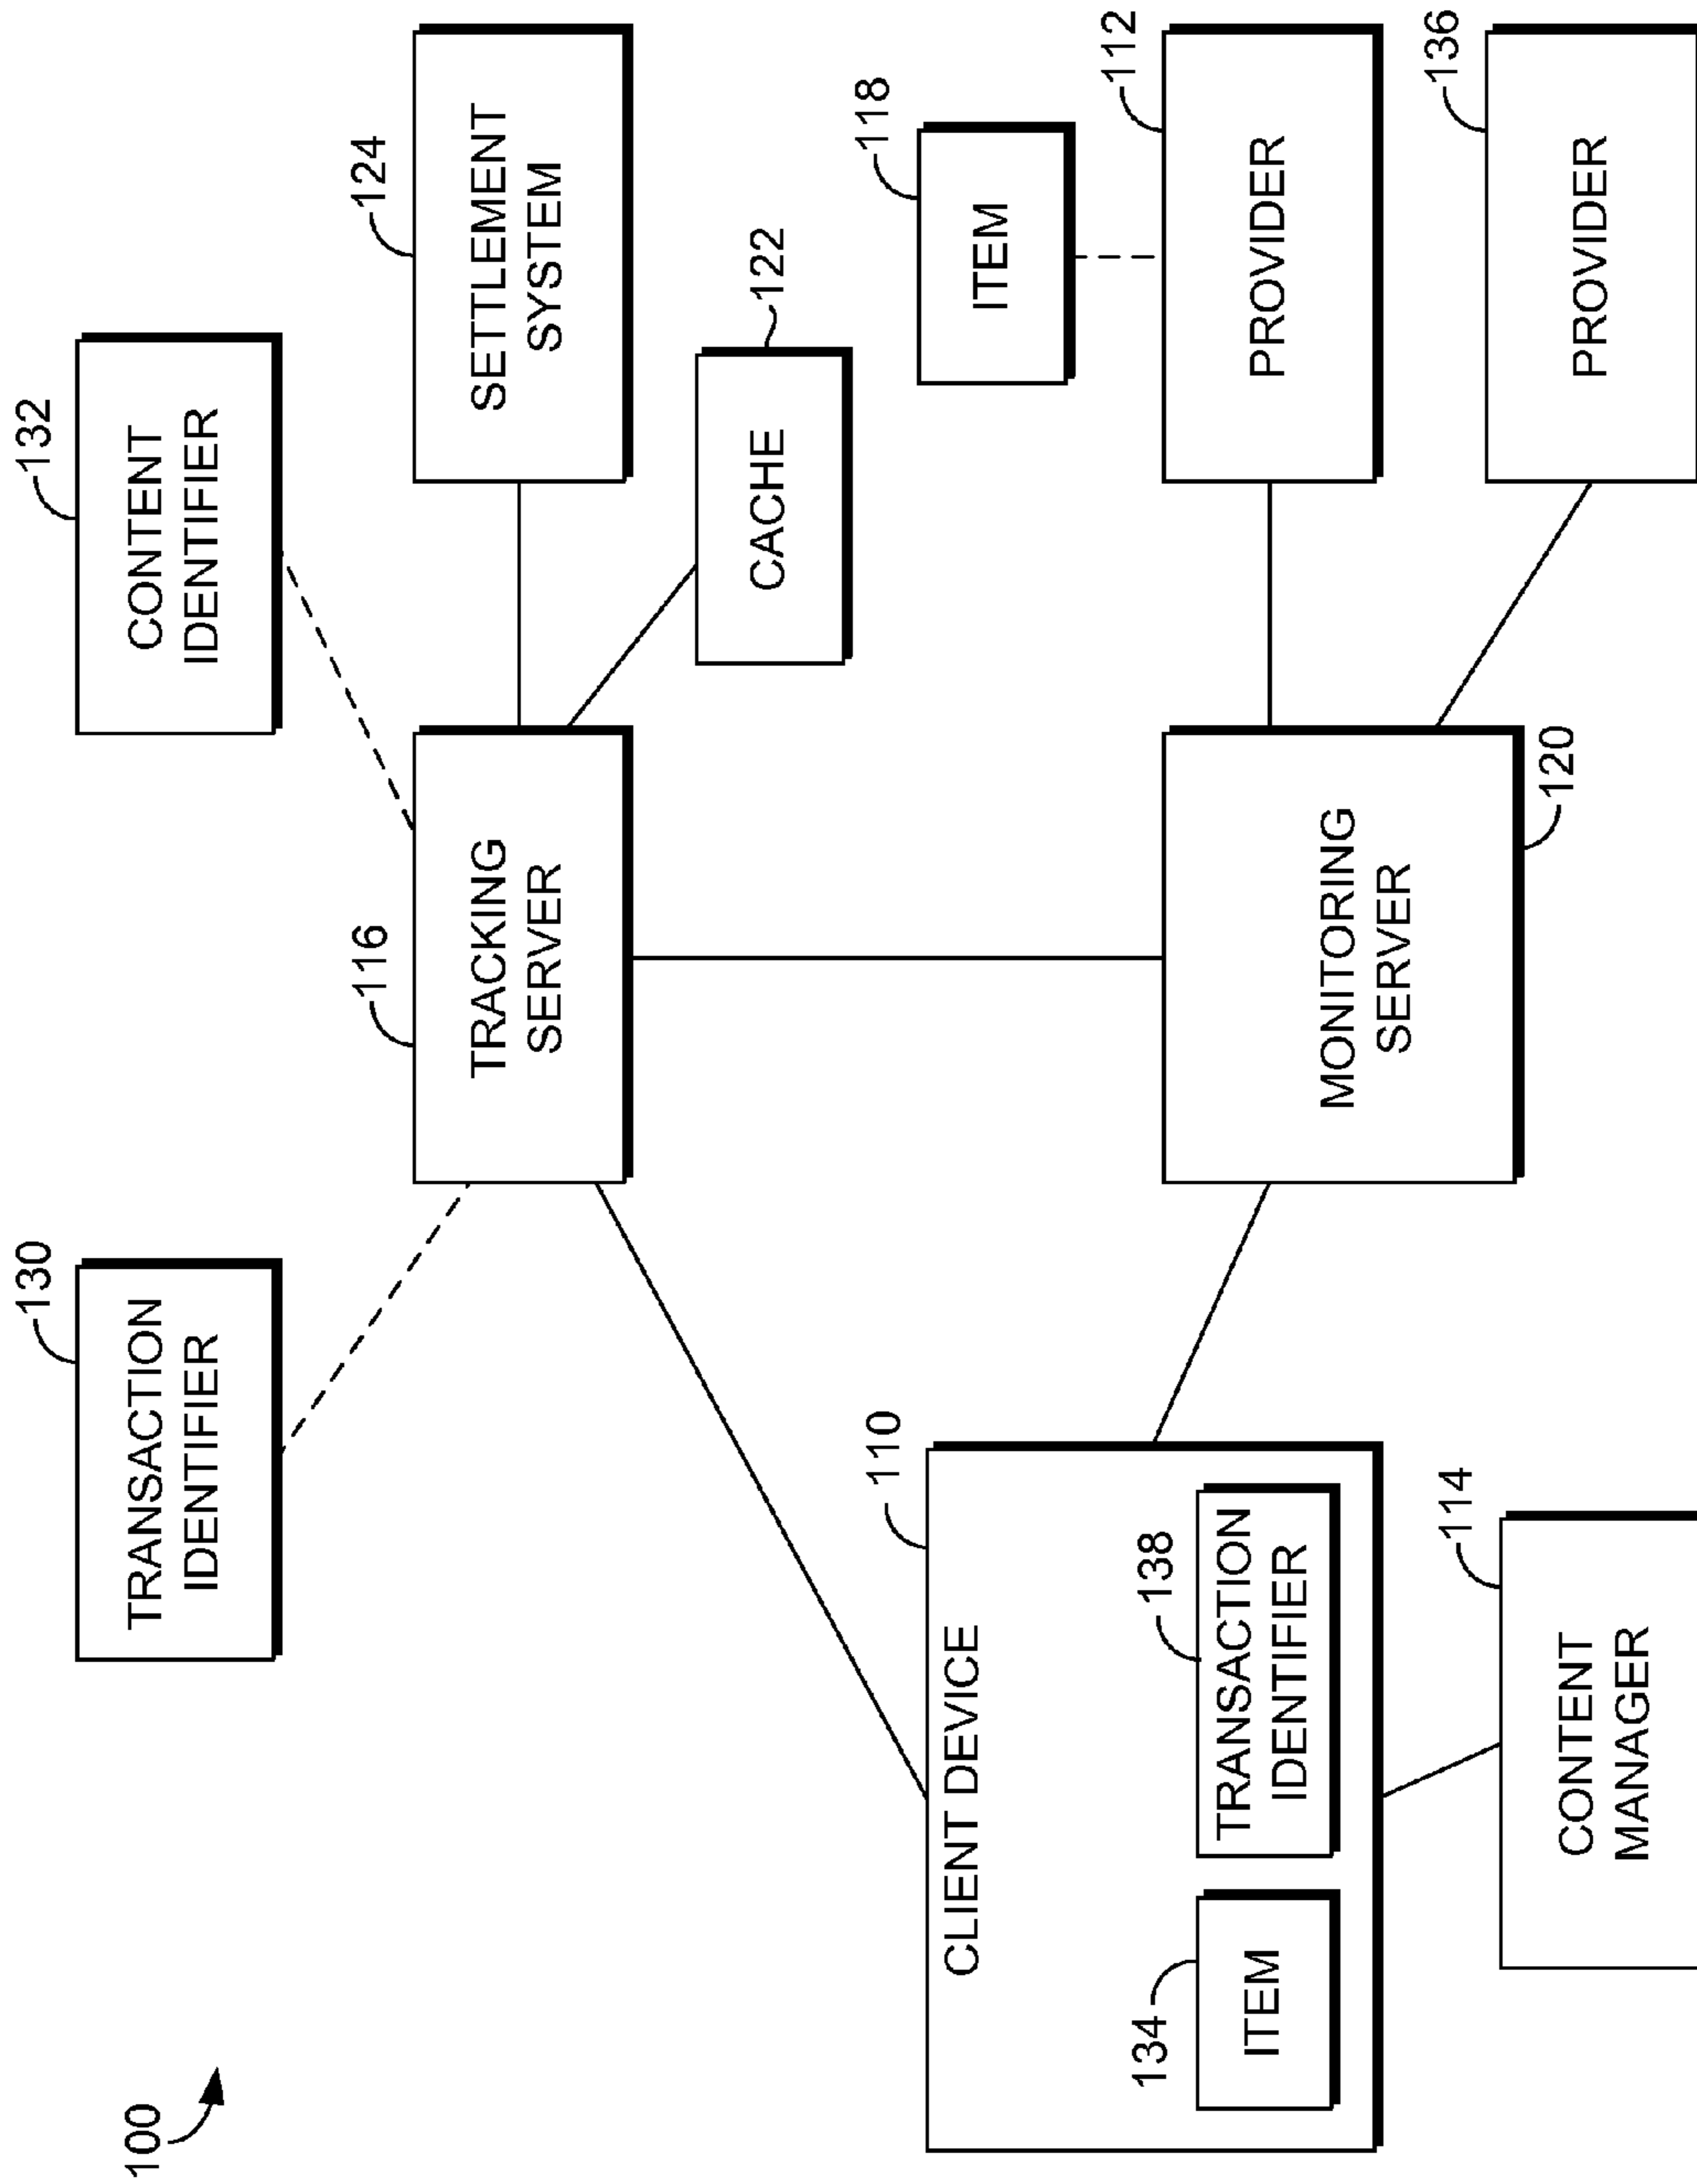 100
130
TRANSACTION
IDENTIFIER
132
CONTENT
IDENTIFIER
116
TRACKING
SERVER
124
SETTLEMENT
SYSTEM
CACHE
122
110
CLIENT DEVICE
134
ITEM
138
TRANSACTION
IDENTIFIER
118
ITEM
MONITORING
SERVER
120
112
PROVIDER
114
CONTENT
MANAGER
136
PROVIDER